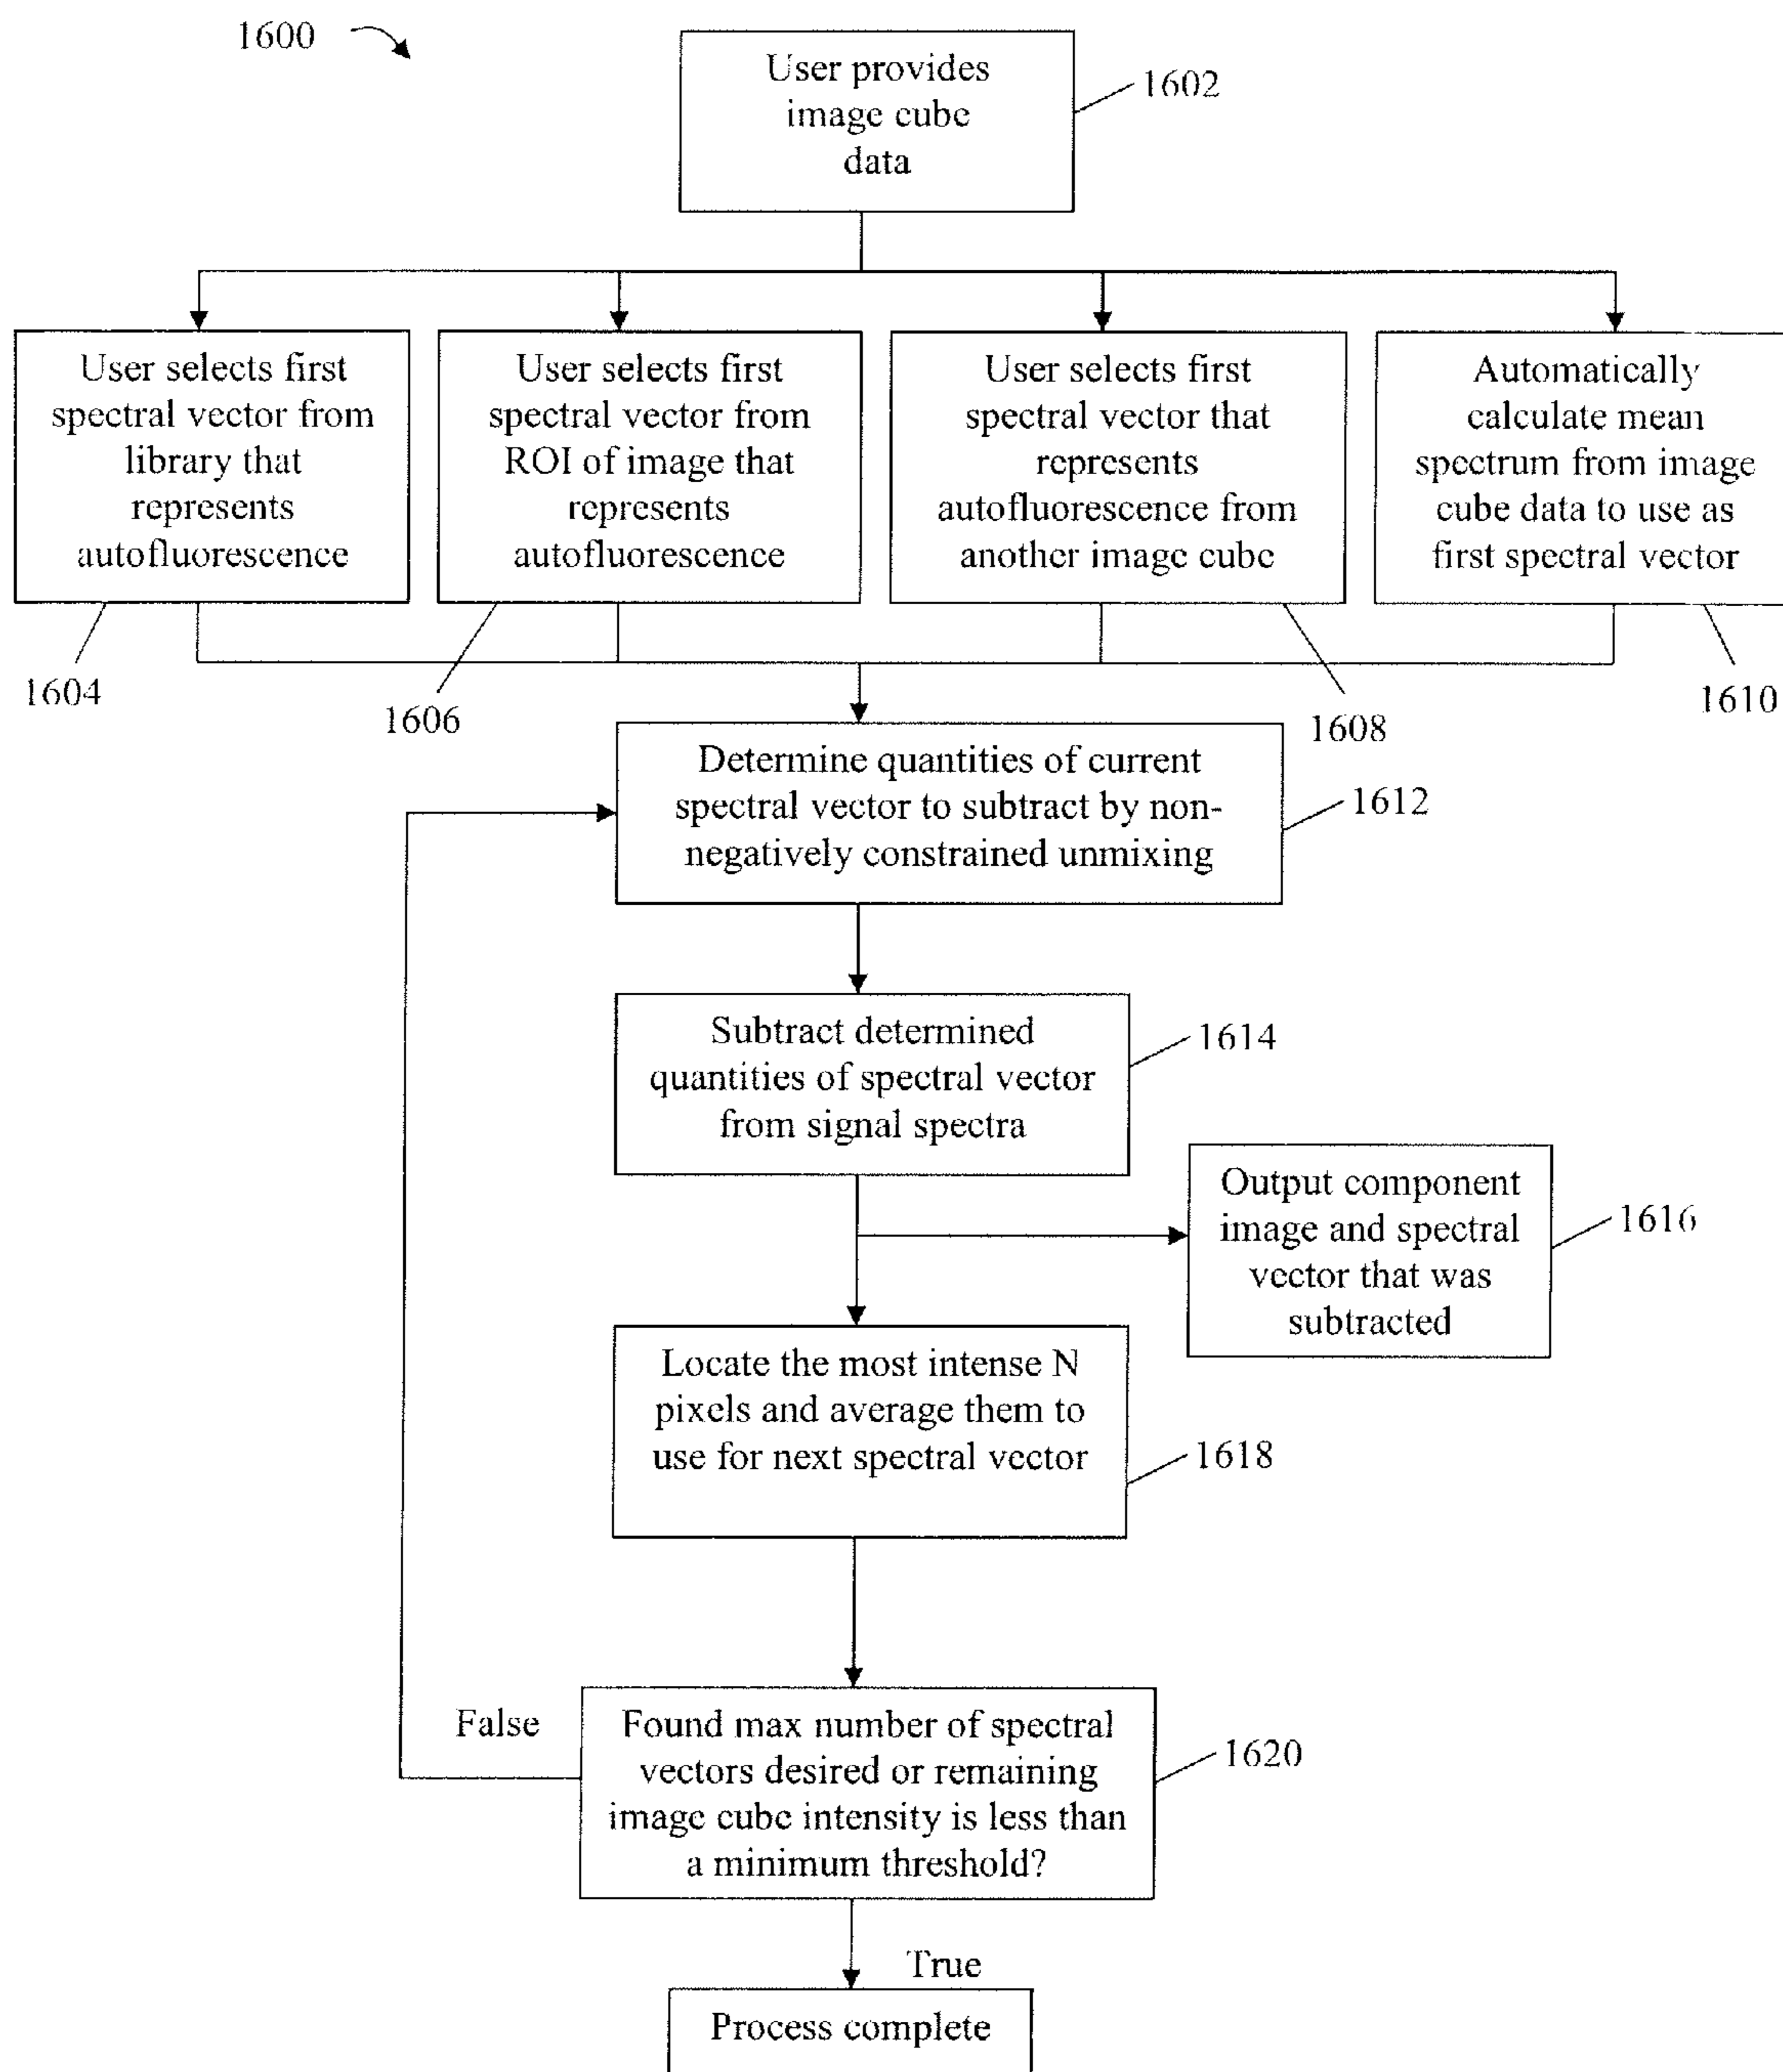 1600
User provides
image cube
data
1602
User selects first
spectral vector from
library that
represents
autofluorescence
User selects first
spectral vector from
ROI of image that
represents
autofluorescence
User selects first
spectral vector that
represents
autofluorescence from
another image cube
Automatically
calculate mean
spectrum from image
cube data to use as
first spectral vector
1604
1606
1608
1610
Determine quantities of current
spectral vector to subtract by non-
negatively constrained unmixing
1612
Subtract determined
quantities of spectral vector
from signal spectra
1614
Output component
image and spectral
vector that was
subtracted
1616
Locate the most intense N
pixels and average them to
use for next spectral vector
1618
False
Found max number of spectral
vectors desired or remaining
image cube intensity is less than
a minimum threshold?
1620
True
Process complete